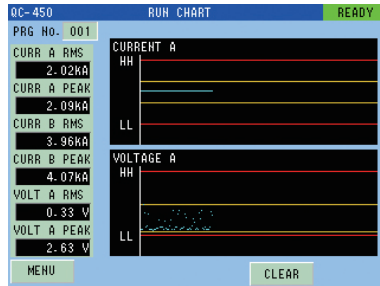 QC-450 RUN CHART READY
PRG No. 001
CURR A RMS
2.02kA
CURR A PEAK
2.09kA
CURR B RMS
3.96kA
CURR B PEAK
4.07kA
VOLT A RMS
0.33 V
VOLT A PEAK
2.63 V
MENU
CURRENT A
HH
LL
VOLTAGE A
HH
LL
CLEAR